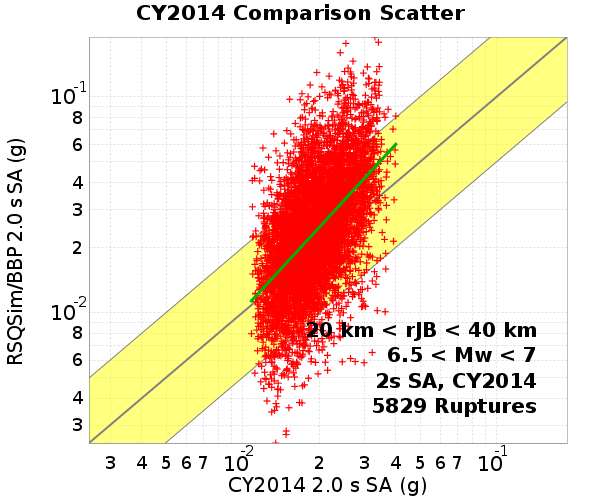 CY2014 Comparison Scatter
RSQSim/BBP 2.0 s SA (g)
10-1
8
6
4
3
2
10-2
8
6
4
3
20 km < rJB < 40 km
6.5 < Mw < 7
2s SA, CY2014
5829 Ruptures
3 4 5 6 7 10-2 2 3 4 5 6 7 10-1
CY2014 2.0 s SA (g)